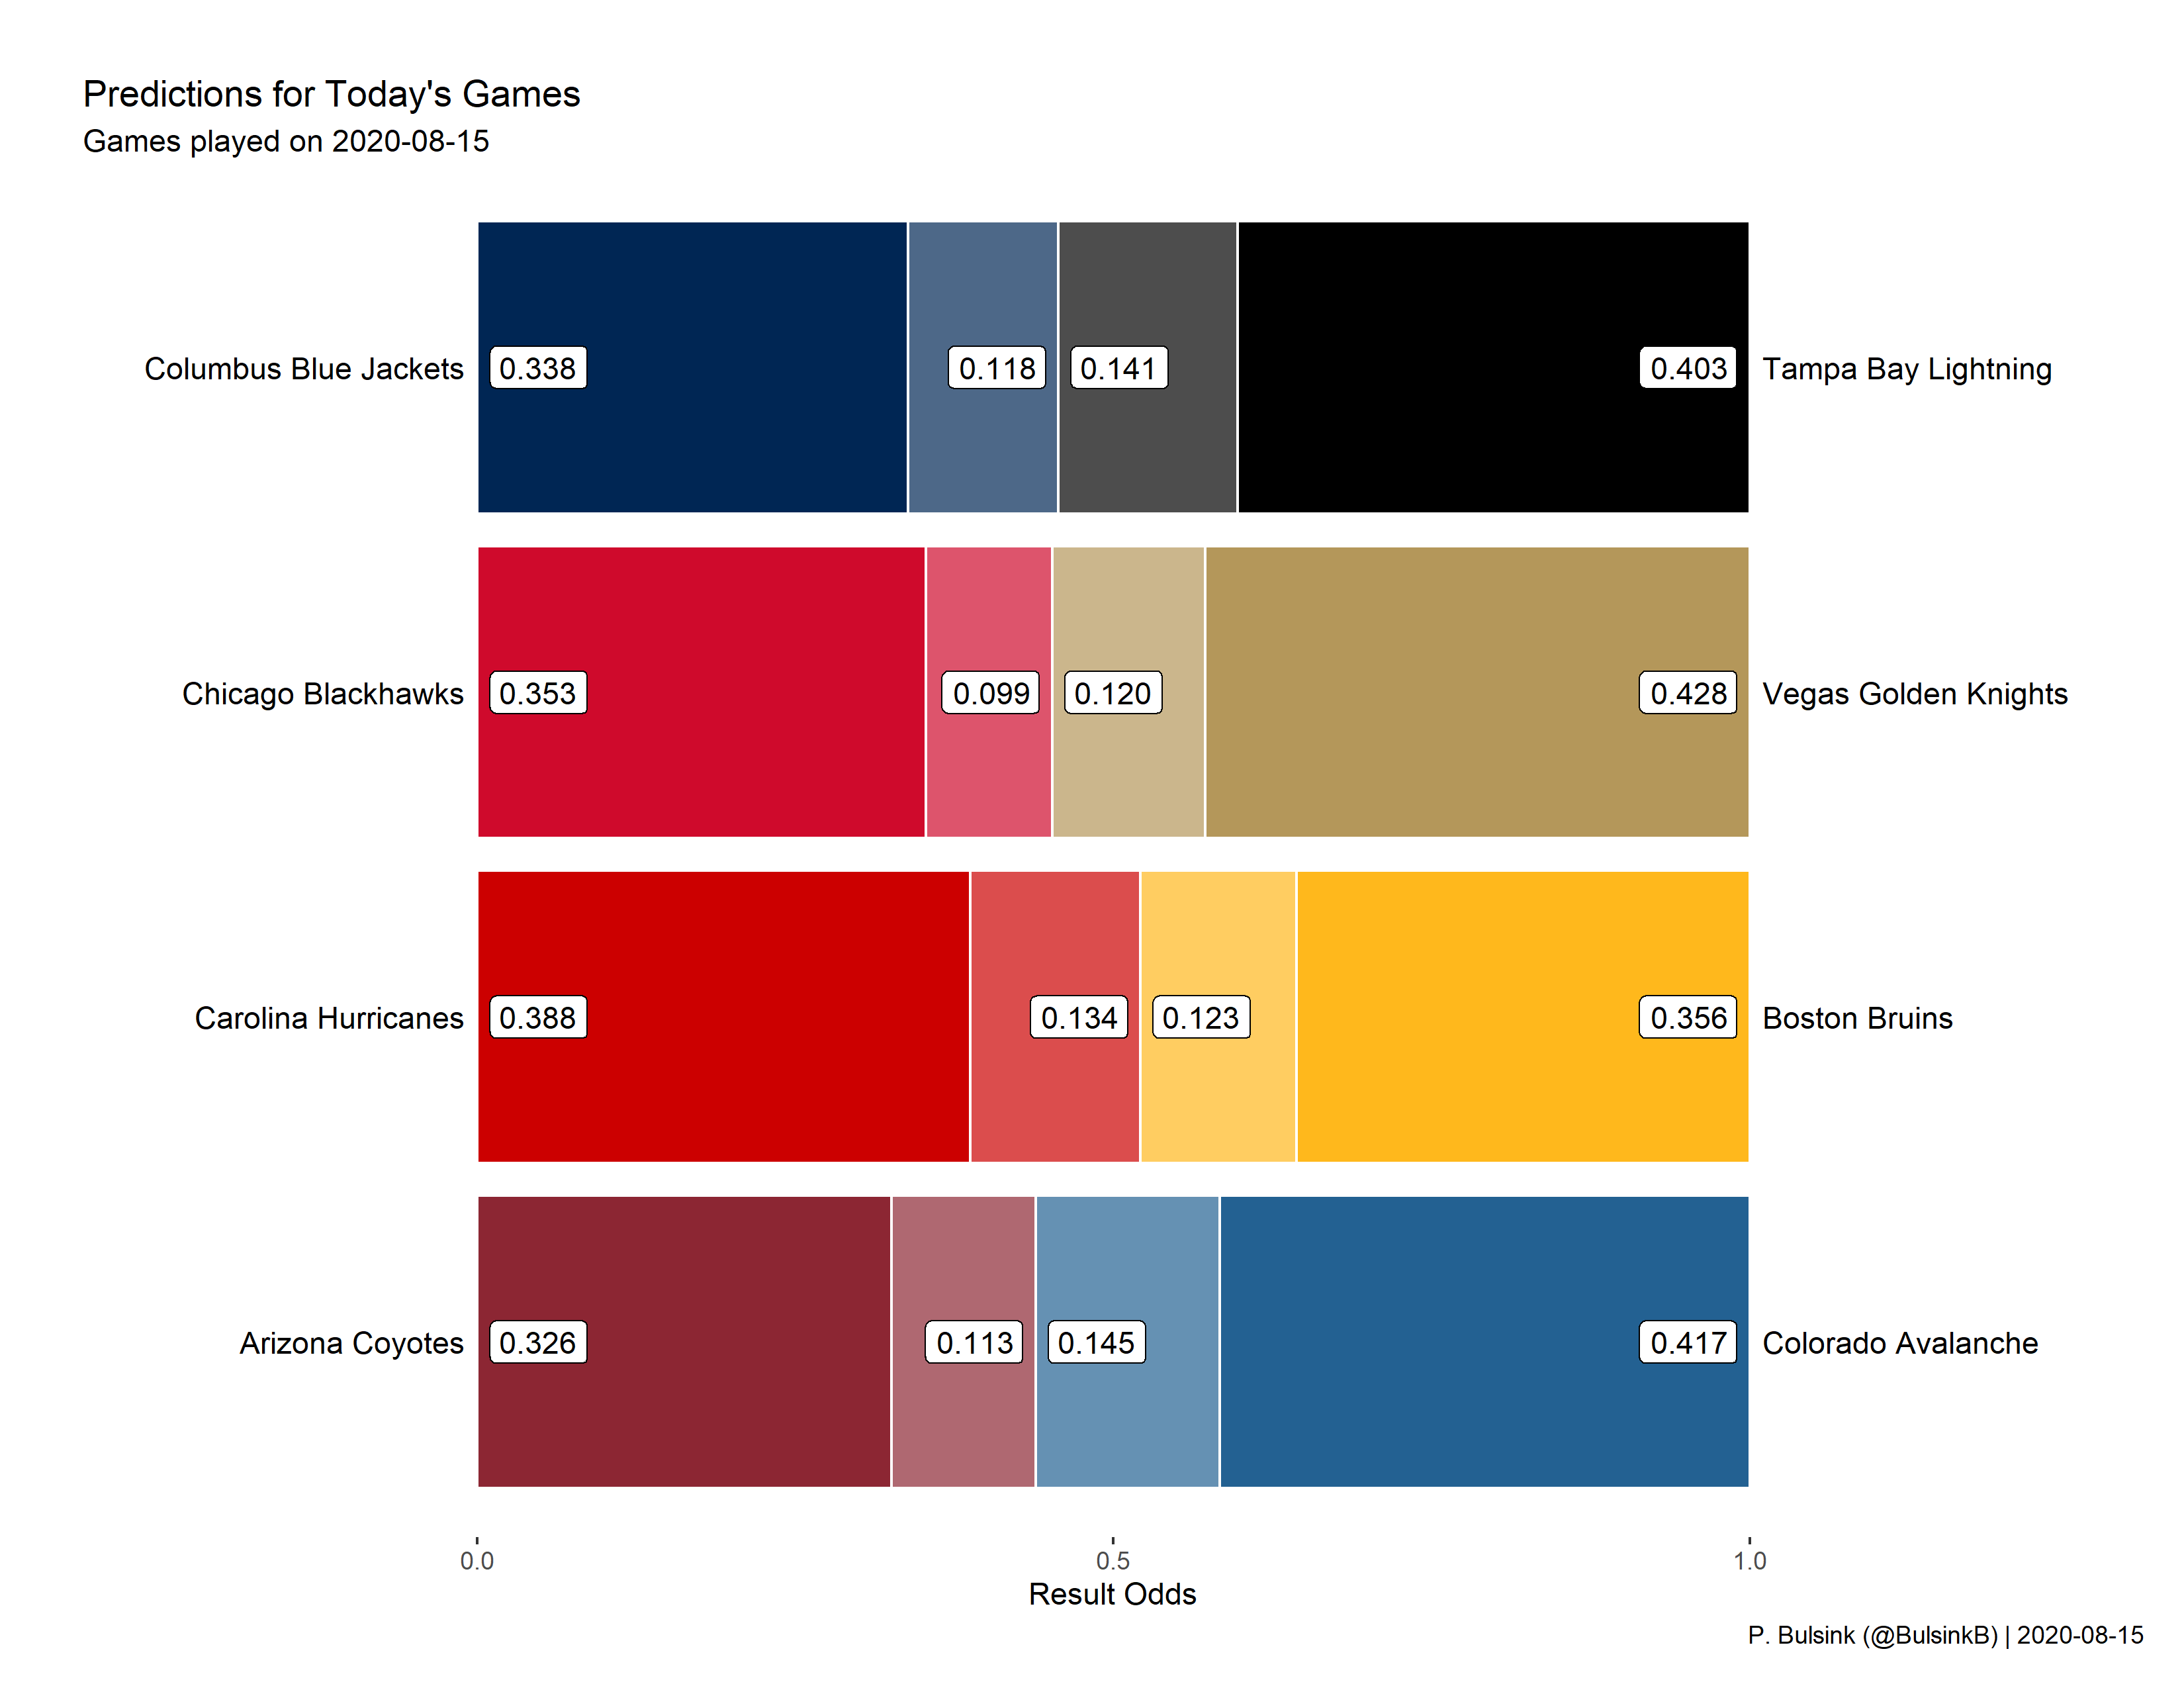 Predictions for Today's Games
Games played on 2020-08-15
Columbus Blue Jackets 0.338 0.118 0.141 0.403 Tampa Bay Lightning
Chicago Blackhawks 0.353 0.099 0.120 0.428 Vegas Golden Knights
Carolina Hurricanes 0.388 0.134 0.123 0.356 Boston Bruins
Arizona Coyotes 0.326 0.113 0.145 0.417 Colorado Avalanche
0.0 0.5 1.0
Result Odds
P. Bulsink (@BulsinkB) | 2020-08-15